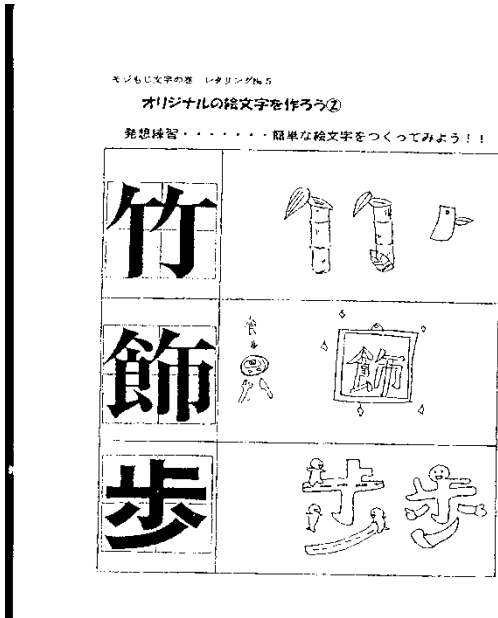 モジもじ文字の巻 レタリング№5
オリジナルの絵文字を作ろう②
発想練習・・・・・・・簡単な絵文字をつくってみよう！！
竹
飾
食
飾
歩